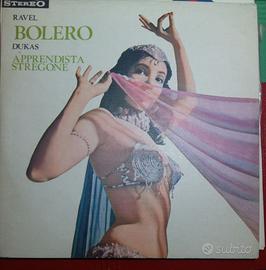 STEREO
RAVEL
BOLERO
DUKAS
APPRENDISTA
STREGONE
subito